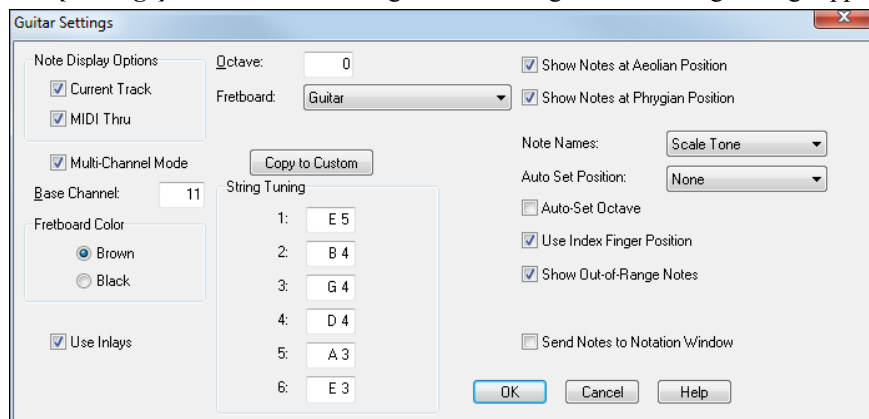 Guitar Settings
Note Display Options
Current Track
MIDI Thru
Multi-Channel Mode
Base Channel: 11
Fretboard Color
Brown
Black
Use Inlays
Octave: 0
Fretboard: Guitar
Copy to Custom
String Tuning
1: E 5
2: B 4
3: G 4
4: D 4
5: A 3
6: E 3
Show Notes at Aeolian Position
Show Notes at Phrygian Position
Note Names: Scale Tone
Auto Set Position: None
Auto-Set Octave
Use Index Finger Position
Show Out-of-Range Notes
Send Notes to Notation Window
OK Cancel Help